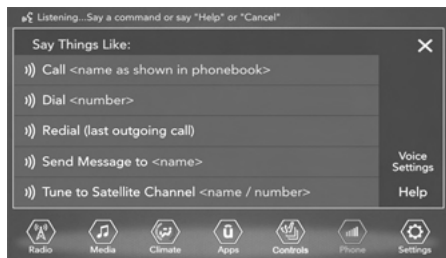 Listening...Say a command or say "Help" or "Cancel"
Say Things Like:
Call <name as shown in phonebook>
Dial <number>
Redial (last outgoing call)
Send Message to <name>
Voice Settings
Tune to Satellite Channel <name / number>
Help
Radio
Media
Climate
Apps
Controls
Phone
Settings